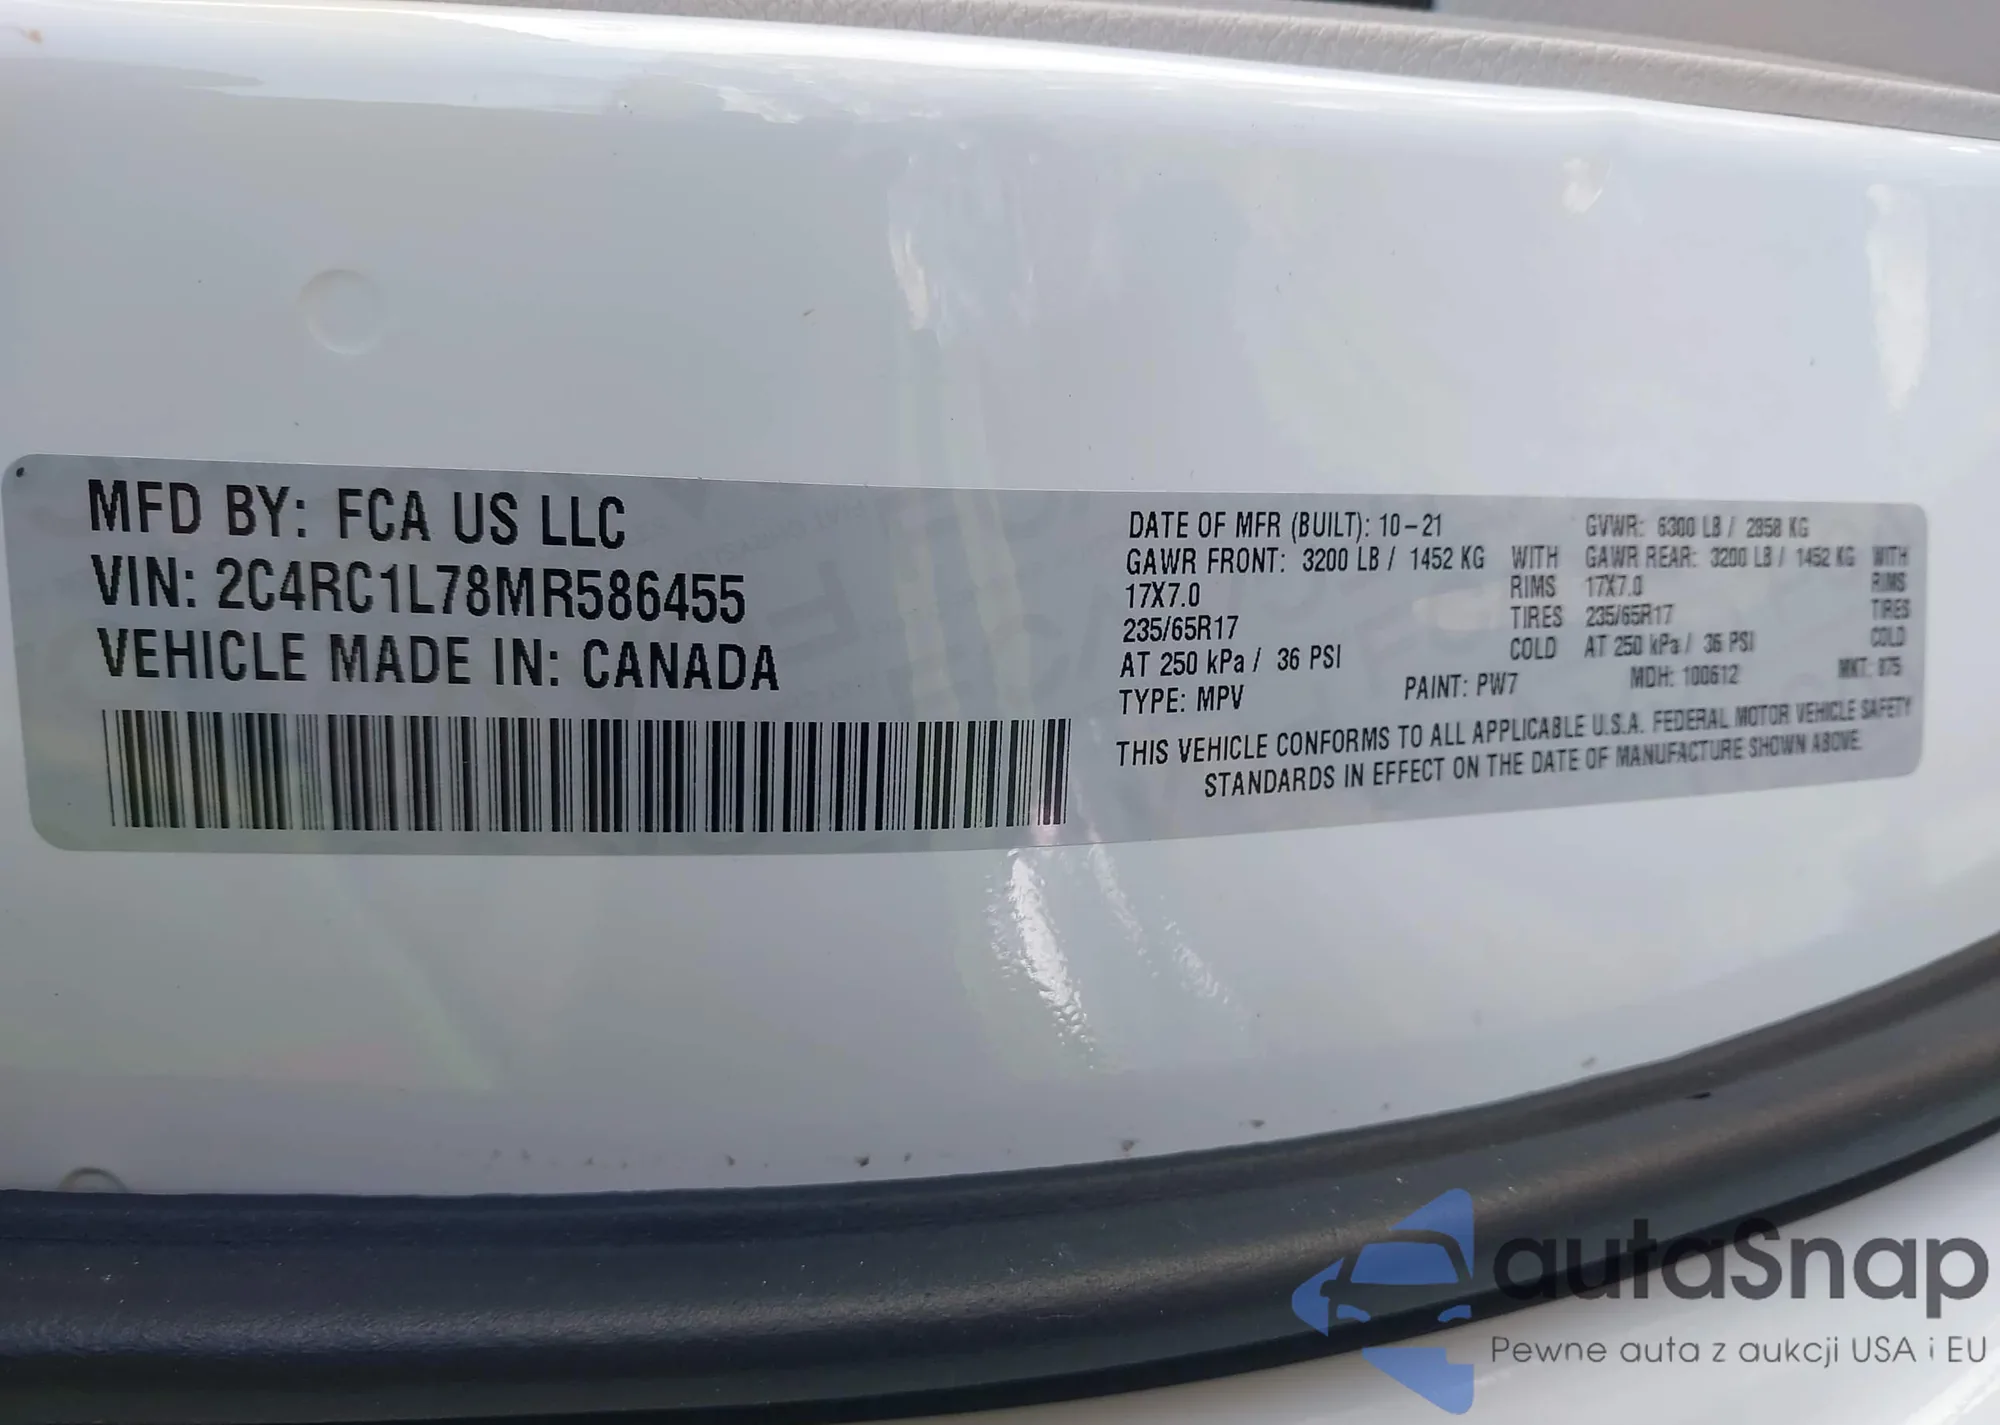 MFD BY: FCA US LLC
VIN: 2C4RC1L78MR586455
VEHICLE MADE IN: CANADA
DATE OF MFR (BUILT): 10-21 GVWR: 6300 LB / 2858 KG
GAWR FRONT: 3200 LB / 1452 KG WITH GAWR REAR: 3200 LB / 1452 KG WITH
17X7.0 RIMS 17X7.0 RIMS
235/65R17 TIRES 235/65R17 TIRES
AT 250 kPa / 36 PSI COLD AT 250 kPa / 36 PSI COLD
TYPE: MPV PAINT: PW7 MDH: 100612 MKT: 875
THIS VEHICLE CONFORMS TO ALL APPLICABLE U.S.A. FEDERAL MOTOR VEHICLE SAFETY
STANDARDS IN EFFECT ON THE DATE OF MANUFACTURE SHOWN ABOVE.
autaSnap
Pewne auta z aukcji USA i EU